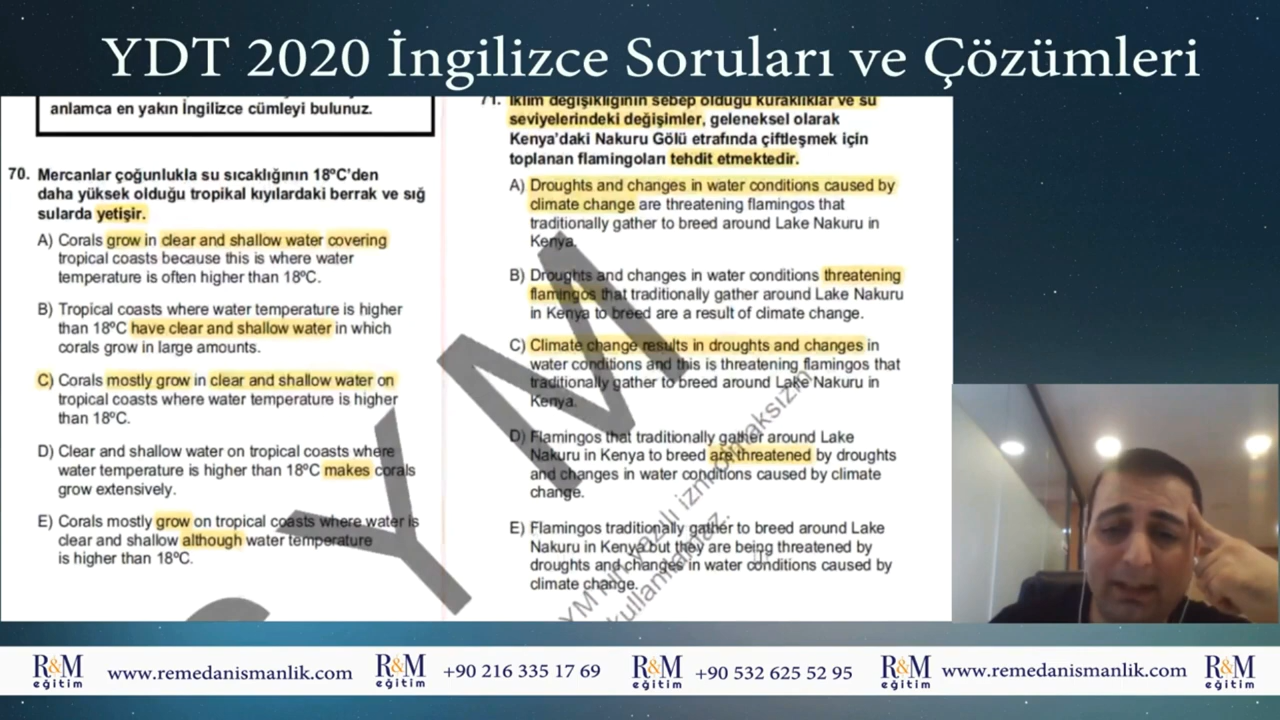 YDT 2020 İngilizce Soruları ve Çözümleri
anlamca en yakın İngilizce cümleyi bulunuz.
70. Mercanlar çoğunlukla su sıcaklığının 18ºC'den
daha yüksek olduğu tropikal kıyılardaki berrak ve sığ
sularda yetişir.
A) Corals grow in clear and shallow water covering
tropical coasts because this is where water
temperature is often higher than 18ºC.
B) Tropical coasts where water temperature is higher
than 18ºC have clear and shallow water in which
corals grow in large amounts.
C) Corals mostly grow in clear and shallow water on
tropical coasts where water temperature is higher
than 18ºC.
D) Clear and shallow water on tropical coasts where
water temperature is higher than 18ºC makes corals
grow extensively.
E) Corals mostly grow on tropical coasts where water is
clear and shallow although water temperature
is higher than 18ºC.
71. İklim değişikliğinin sebep olduğu kuraklıklar ve su
seviyelerindeki değişimler, geleneksel olarak
Kenya'daki Nakuru Gölü etrafında çiftleşmek için
toplanan flamingoları tehdit etmektedir.
A) Droughts and changes in water conditions caused by
climate change are threatening flamingos that
traditionally gather to breed around Lake Nakuru in
Kenya.
B) Droughts and changes in water conditions threatening
flamingos that traditionally gather around Lake Nakuru
in Kenya to breed are a result of climate change.
C) Climate change results in droughts and changes in
water conditions and this is threatening flamingos that
traditionally gather to breed around Lake Nakuru in
Kenya.
D) Flamingos that traditionally gather around Lake
Nakuru in Kenya to breed are threatened by droughts
and changes in water conditions caused by climate
change.
E) Flamingos traditionally gather to breed around Lake
Nakuru in Kenya but they are being threatened by
droughts and changes in water conditions caused by
climate change.
YM
yazılı izni olmaksızın
kullanılamaz.
R&M eğitim www.remedanismanlik.com R&M eğitim +90 216 335 17 69 R&M eğitim +90 532 625 52 95 R&M eğitim www.remedanismanlik.com R&M eğitim